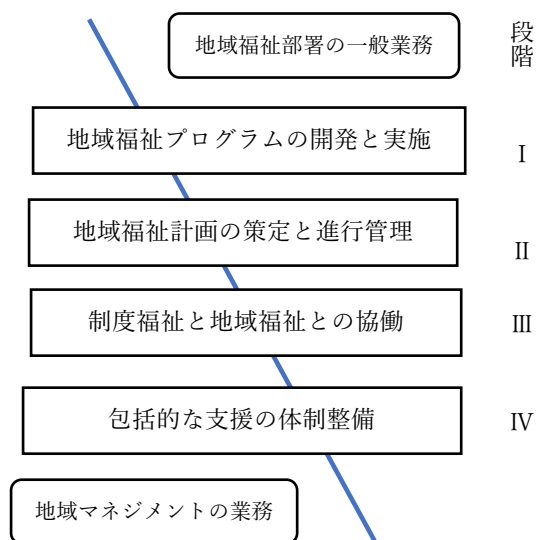 地域福祉部署の一般業務
段階
地域福祉プログラムの開発と実施
Ⅰ
地域福祉計画の策定と進行管理
Ⅱ
制度福祉と地域福祉との協働
Ⅲ
包括的な支援の体制整備
Ⅳ
地域マネジメントの業務